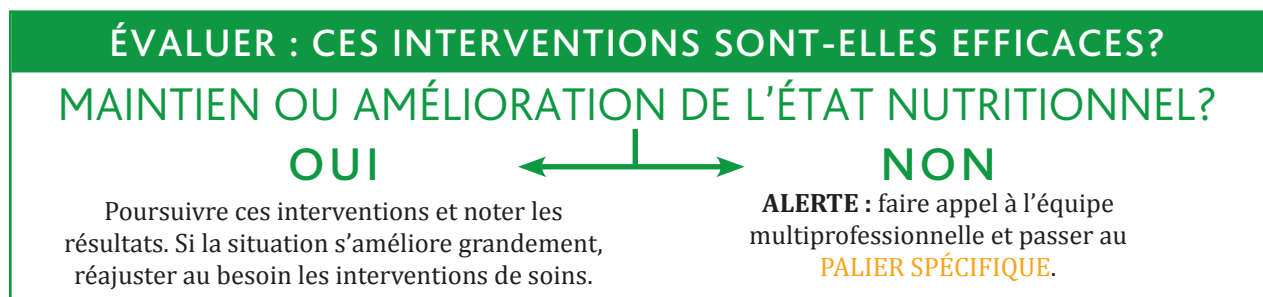 ÉVALUER : CES INTERVENTIONS SONT-ELLES EFFICACES?
MAINTIEN OU AMÉLIORATION DE L'ÉTAT NUTRITIONNEL?
OUI
Poursuivre ces interventions et noter les
résultats. Si la situation s'améliore grandement,
réajuster au besoin les interventions de soins.
NON
ALERTE : faire appel à l'équipe
multiprofessionnelle et passer au
PALIER SPÉCIFIQUE.